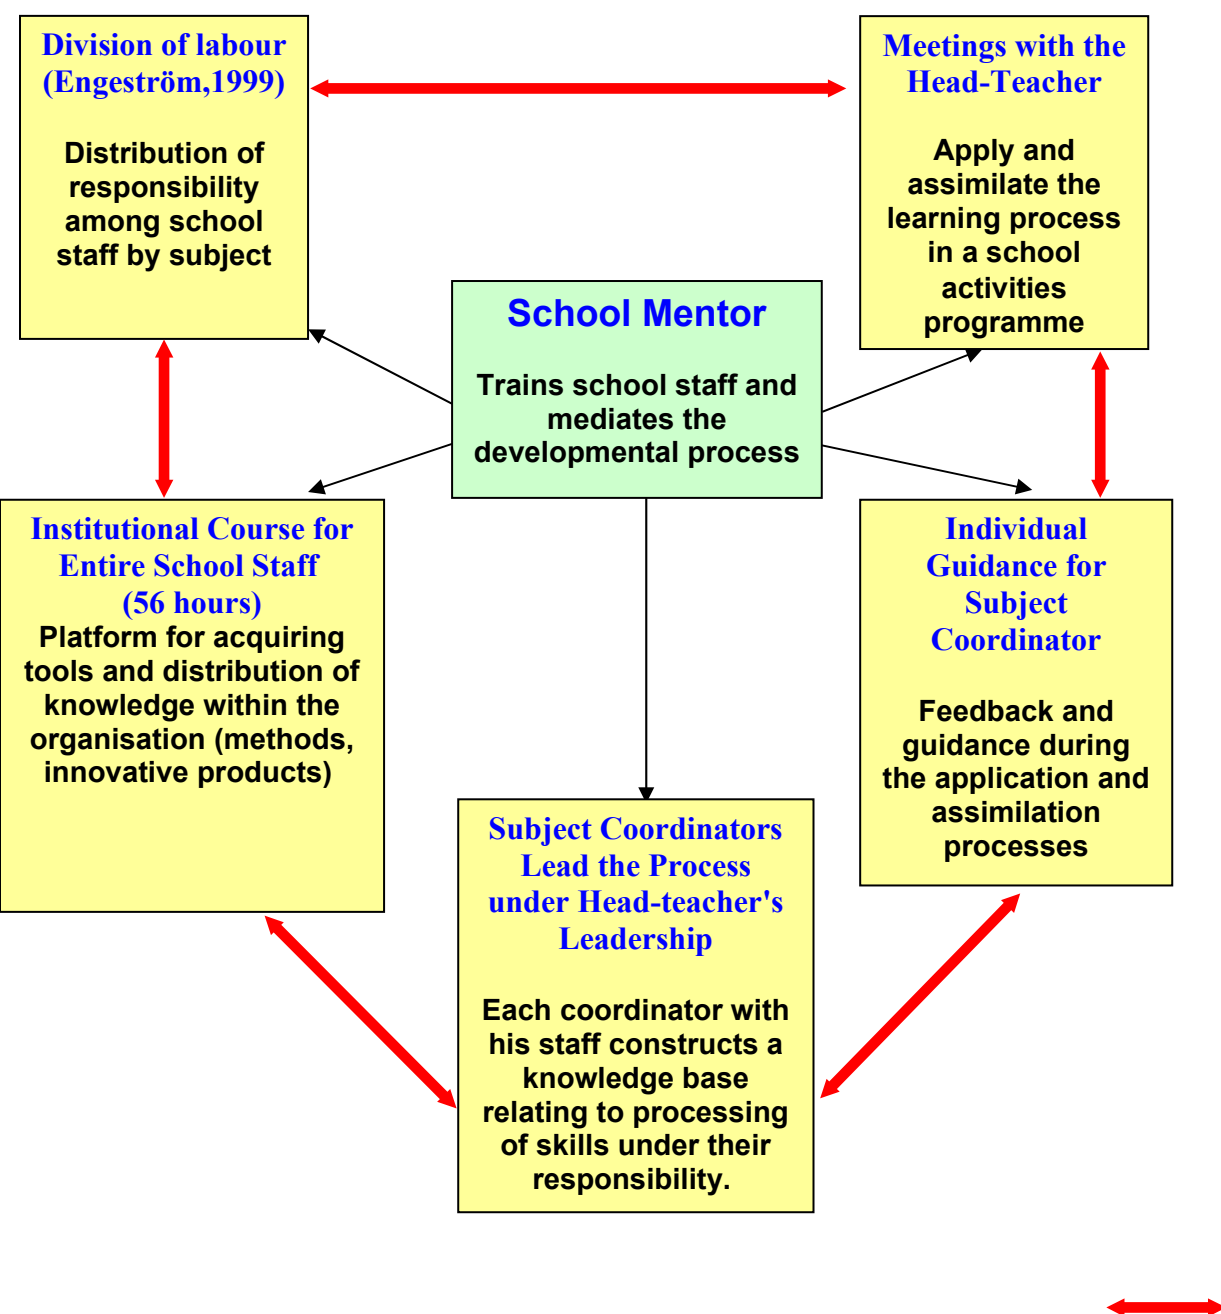 Division of labour
(Engeström,1999)
Distribution of
responsibility
among school
staff by subject
Meetings with the
Head-Teacher
Apply and
assimilate the
learning process
in a school
activities
programme
School Mentor
Trains school staff and
mediates the
developmental process
Institutional Course for
Entire School Staff
(56 hours)
Platform for acquiring
tools and distribution of
knowledge within the
organisation (methods,
innovative products)
Individual
Guidance for
Subject
Coordinator
Feedback and
guidance during
the application and
assimilation
processes
Subject Coordinators
Lead the Process
under Head-teacher's
Leadership
Each coordinator with
his staff constructs a
knowledge base
relating to processing
of skills under their
responsibility.